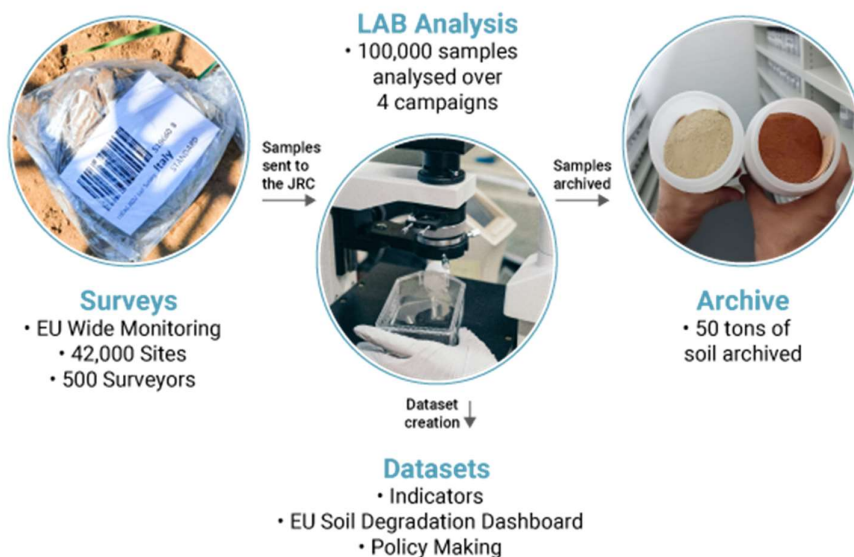 LAB Analysis
• 100,000 samples
analysed over
4 campaigns
Italy
STANDARD
Samples
sent to
the JRC
Samples
archived
Surveys
• EU Wide Monitoring
• 42,000 Sites
• 500 Surveyors
Archive
• 50 tons of
soil archived
Dataset
creation
Datasets
• Indicators
• EU Soil Degradation Dashboard
• Policy Making